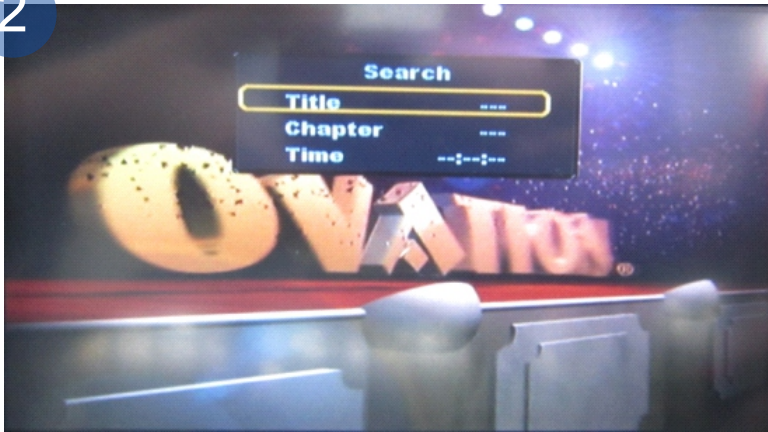 2
Search
Title ---
Chapter ---
Time --:--:--
OVATION
®